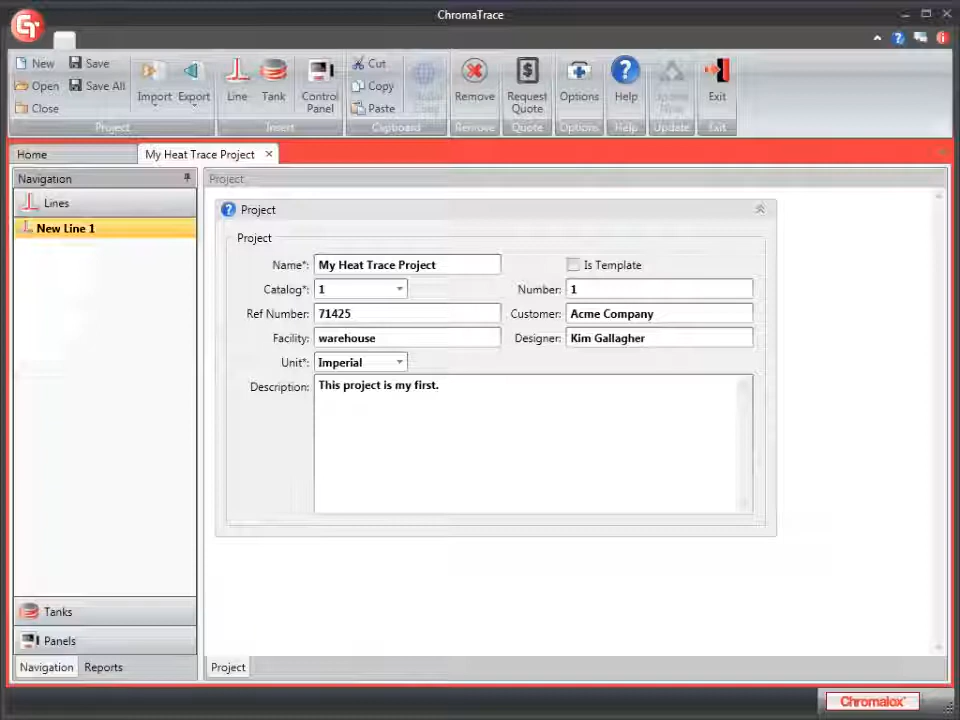 ChromaTrace
New Save
Open Save All
Close
Import Export
Project
Line Tank Control Panel
Insert
Cut
Copy
Paste
Clipboard
Remove
Remove
Request Quote
Quote
Options
Options
Help
Help
Update
Exit
Exit
Home My Heat Trace Project
Navigation
Lines
New Line 1
Tanks
Panels
Navigation Reports
Project
Project
Project
Name*: My Heat Trace Project Is Template
Catalog*: 1 Number: 1
Ref Number: 71425 Customer: Acme Company
Facility: warehouse Designer: Kim Gallagher
Unit*: Imperial
Description: This project is my first.
Project
Chromalox